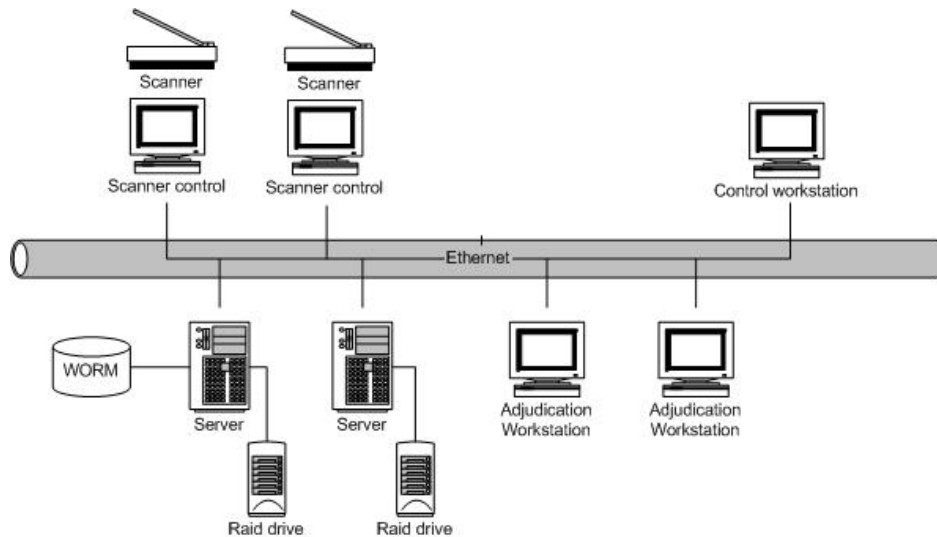 Scanner
Scanner
Scanner control
Scanner control
Control workstation
Ethernet
WORM
Server
Server
Adjudication
Workstation
Adjudication
Workstation
Raid drive
Raid drive